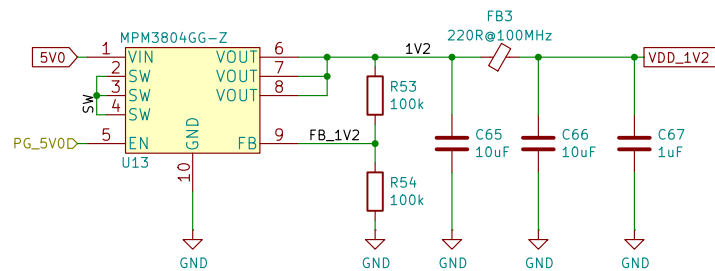 FB3
MPM3804GG-Z
220R@100MHz
5V0
1
VIN
VOUT
6
1V2
VDD_1V2
2
SW
VOUT
7
3
SW
VOUT
8
R53
100k
SW
4
SW
PG_5V0
5
EN
GND
FB
9
FB_1V2
C65
10uF
C66
10uF
C67
1uF
U13
10
R54
100k
GND
GND
GND
GND
GND